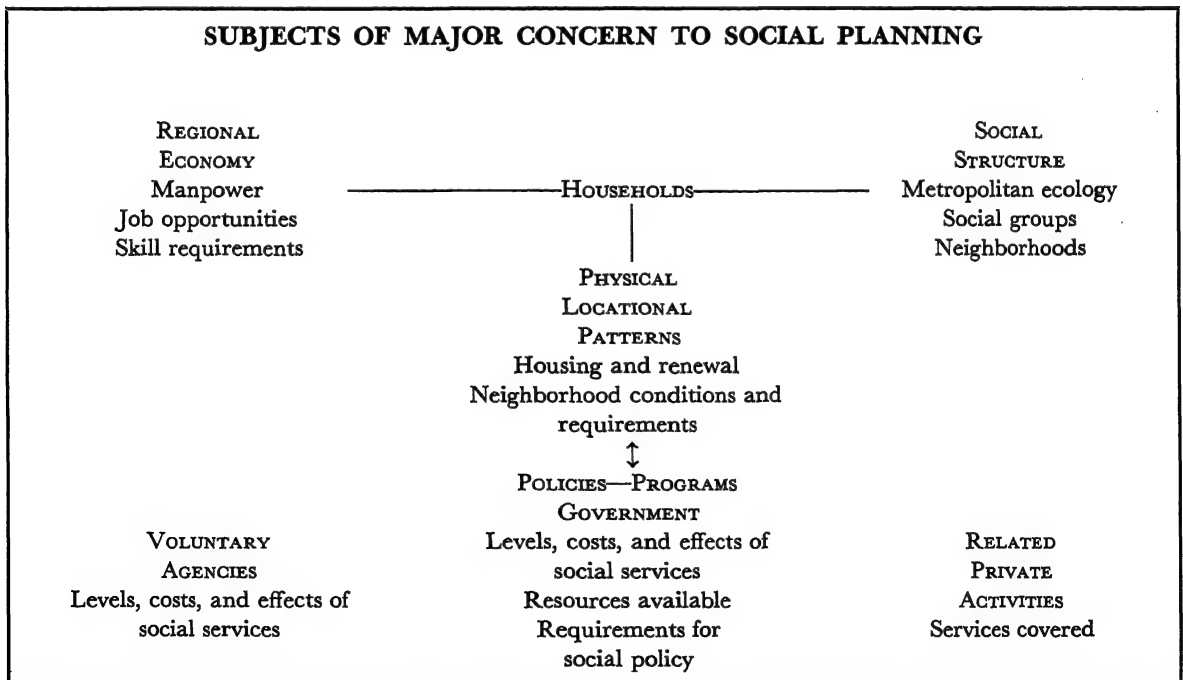 SUBJECTS OF MAJOR CONCERN TO SOCIAL PLANNING
REGIONAL
ECONOMY
Manpower
Job opportunities
Skill requirements
HOUSEHOLDS
SOCIAL
STRUCTURE
Metropolitan ecology
Social groups
Neighborhoods
PHYSICAL
LOCATIONAL
PATTERNS
Housing and renewal
Neighborhood conditions and
requirements
↕
POLICIES—PROGRAMS
GOVERNMENT
Levels, costs, and effects of
social services
Resources available
Requirements for
social policy
VOLUNTARY
AGENCIES
Levels, costs, and effects of
social services
RELATED
PRIVATE
ACTIVITIES
Services covered